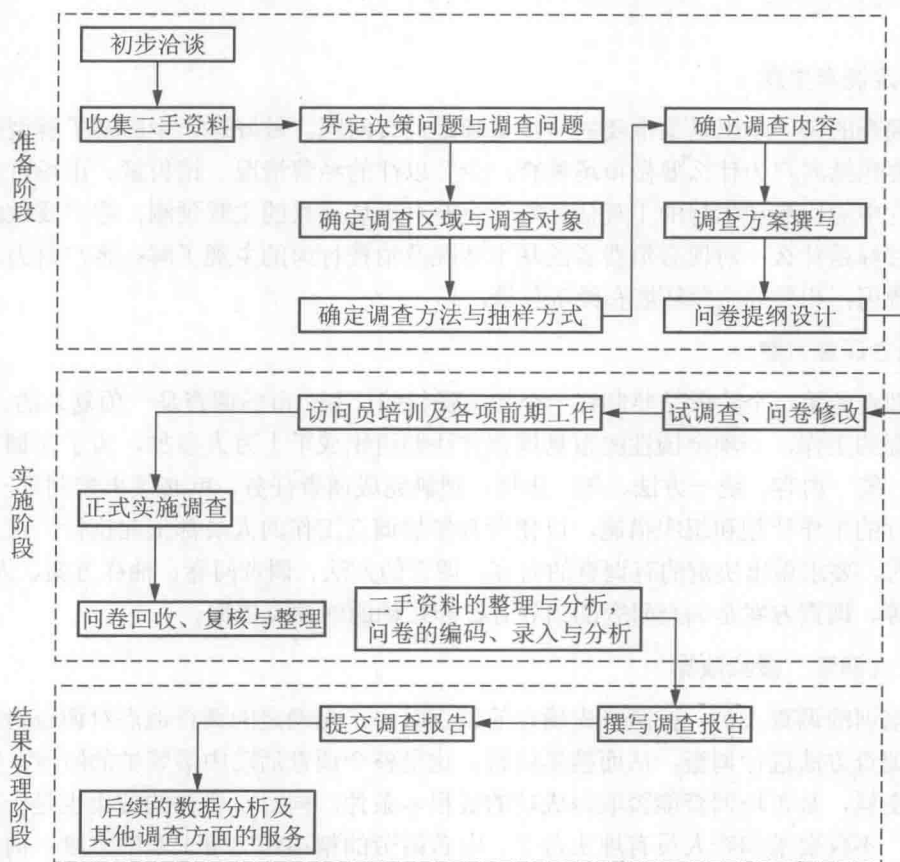 初步洽谈
收集二手资料
界定决策问题与调查问题
确立调查内容
确定调查区域与调查对象
调查方案撰写
确定调查方法与抽样方式
问卷提纲设计
准备阶段
访问员培训及各项前期工作
试调查、问卷修改
正式实施调查
问卷回收、复核与整理
二手资料的整理与分析，
问卷的编码、录入与分析
实施阶段
提交调查报告
撰写调查报告
后续的数据分析及
其他调查方面的服务
结果处理阶段